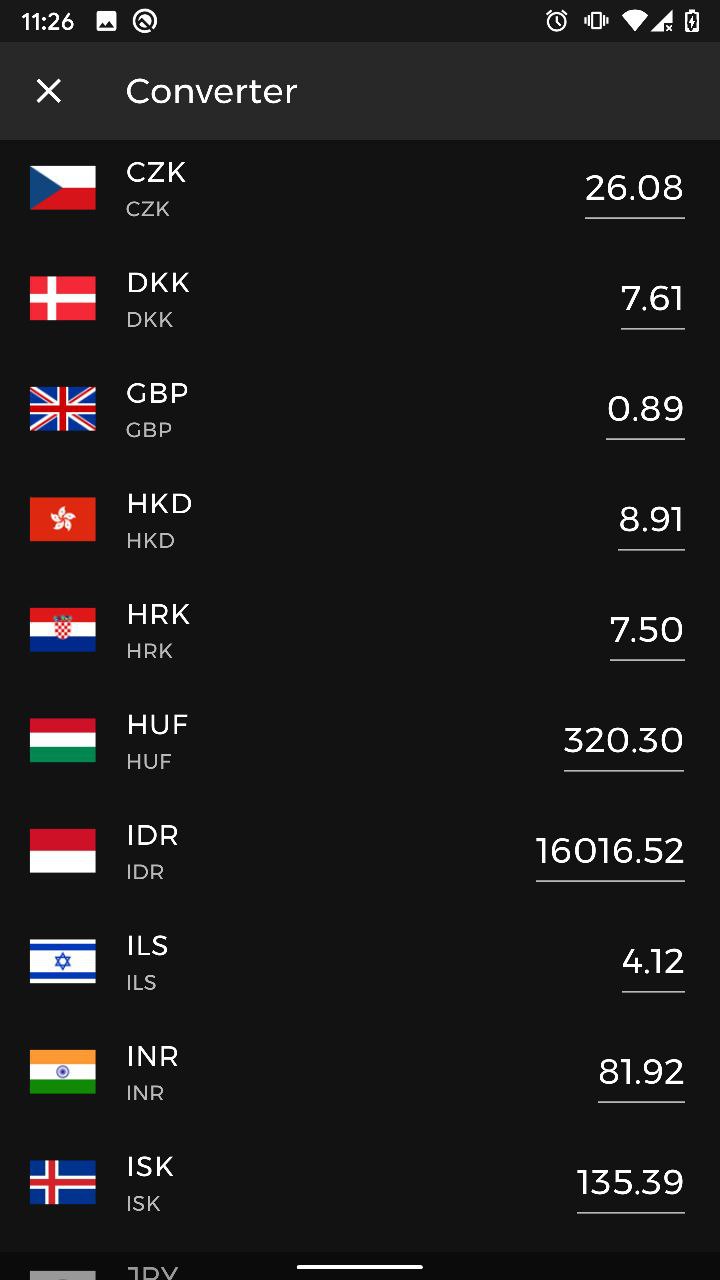 11:26
Converter
CZK
CZK
26.08
DKK
DKK
7.61
GBP
GBP
0.89
HKD
HKD
8.91
HRK
HRK
7.50
HUF
HUF
320.30
IDR
IDR
16016.52
ILS
ILS
4.12
INR
INR
81.92
ISK
ISK
135.39
JPY